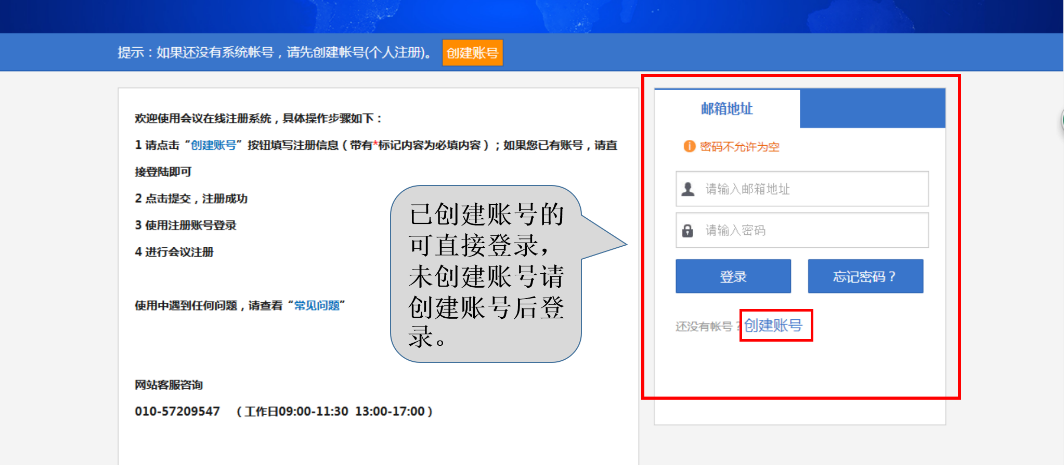 提示：如果还没有系统帐号，请先创建帐号(个人注册)。 创建账号
欢迎使用会议在线注册系统，具体操作步骤如下：
1 请点击“创建账号”按钮填写注册信息（带有*标记内容为必填内容）；如果您已有账号，请直
接登陆即可
2 点击提交，注册成功
3 使用注册账号登录
4 进行会议注册
使用中遇到任何问题，请查看“常见问题”
网站客服咨询
010-57209547 （工作日09:00-11:30 13:00-17:00）
已创建账号的
可直接登录，
未创建账号请
创建账号后登
录。
邮箱地址
密码不允许为空
请输入邮箱地址
请输入密码
登录 忘记密码？
还没有帐号？创建账号